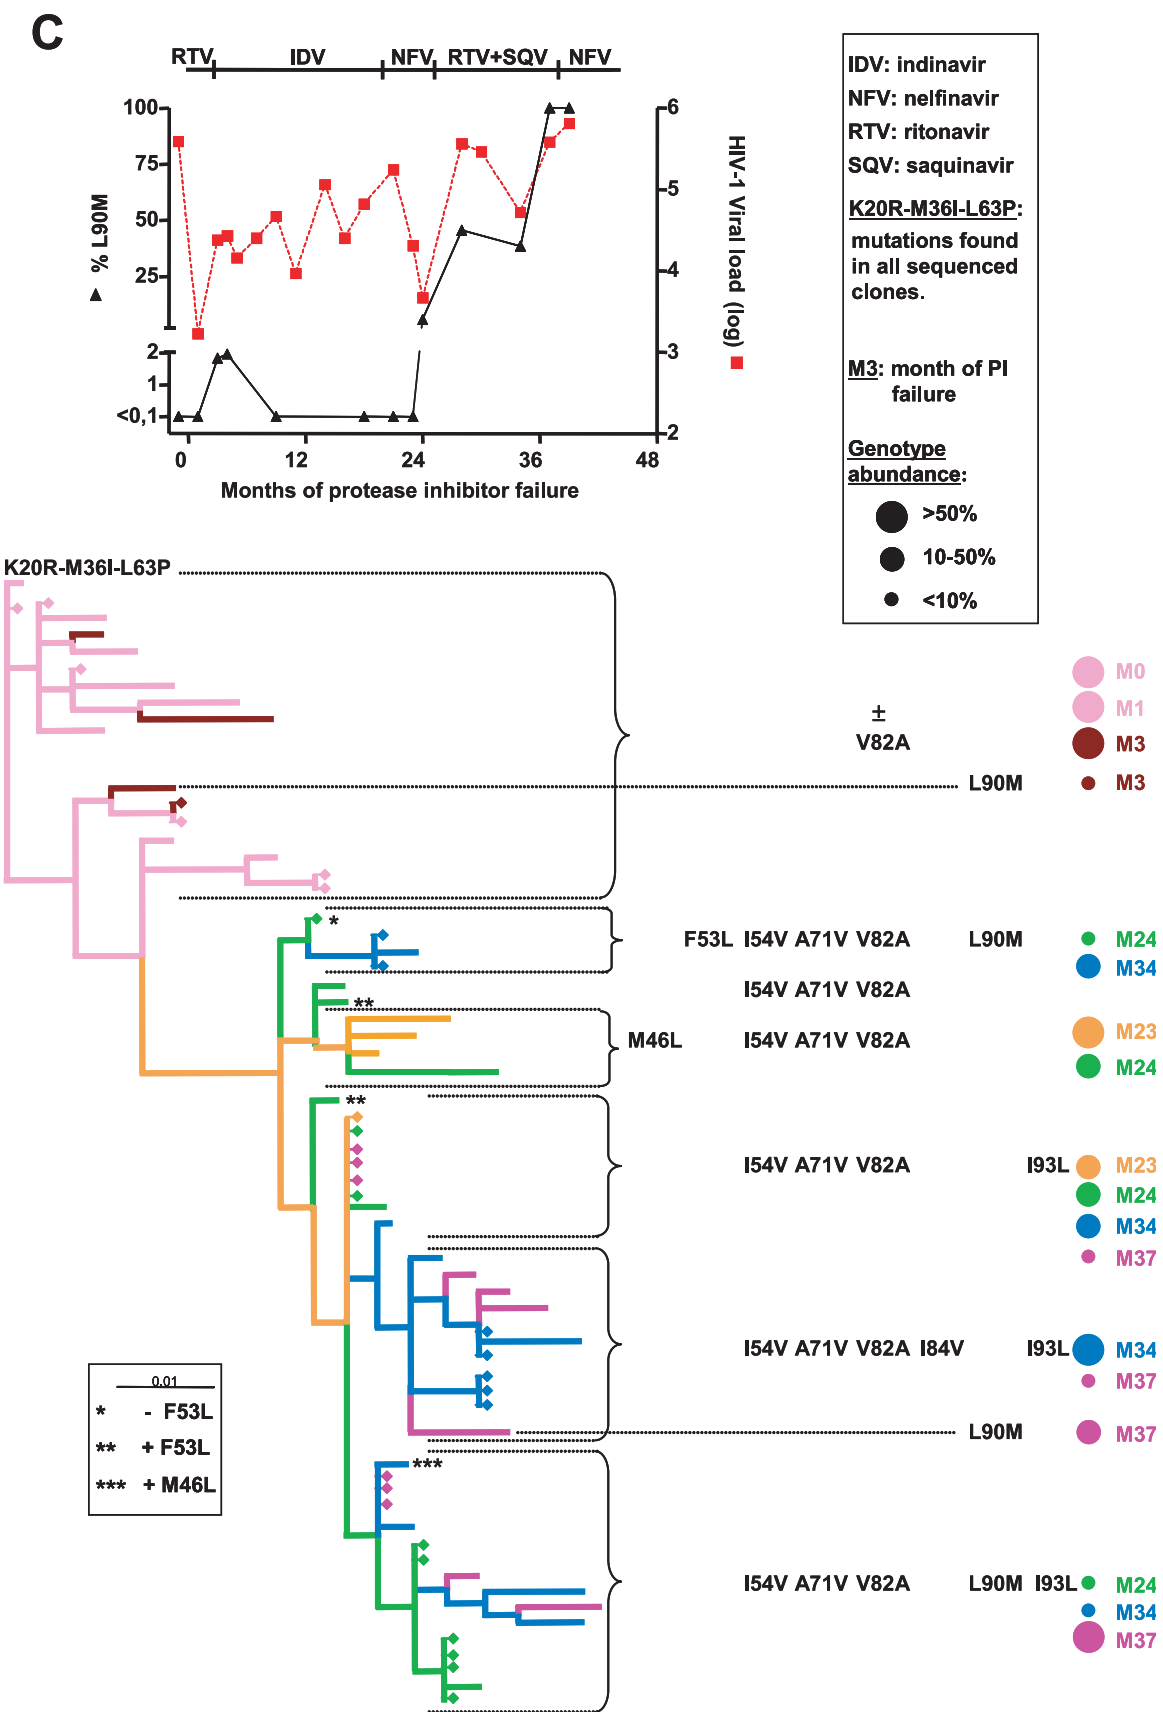 C
RTV IDV NFV RTV+SQV NFV
100
75
50
25
2
1
<0,1
% L90M
6
5
4
3
2
HIV-1 Viral load (log)
0 12 24 36 48
Months of protease inhibitor failure
IDV: indinavir
NFV: nelfinavir
RTV: ritonavir
SQV: saquinavir
K20R-M36I-L63P:
mutations found
in all sequenced
clones.
M3: month of PI
failure
Genotype
abundance:
>50%
10-50%
<10%
K20R-M36I-L63P
M0
M1
±
V82A
M3
L90M M3
*
F53L I54V A71V V82A L90M M24
M34
I54V A71V V82A
**
M46L I54V A71V V82A M23
M24
**
I54V A71V V82A I93L M23
M24
M34
M37
I54V A71V V82A I84V I93L M34
M37
L90M M37
***
I54V A71V V82A L90M I93L M24
M34
M37
0.01
* - F53L
** + F53L
*** + M46L